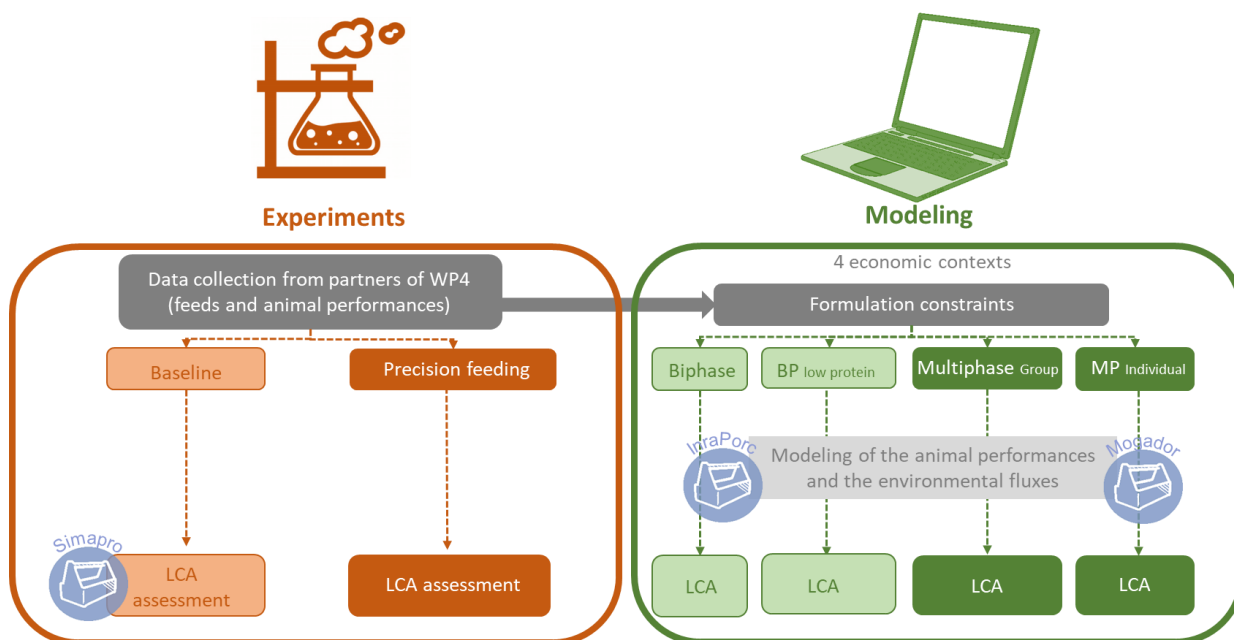 Experiments
Modeling
Data collection from partners of WP4
(feeds and animal performances)
4 economic contexts
Formulation constraints
Baseline
Precision feeding
Biphase
BP low protein
Multiphase Group
MP Individual
InraPorc
Modeling of the animal performances
and the environmental fluxes
Mogador
Simapro
LCA
assessment
LCA assessment
LCA
LCA
LCA
LCA